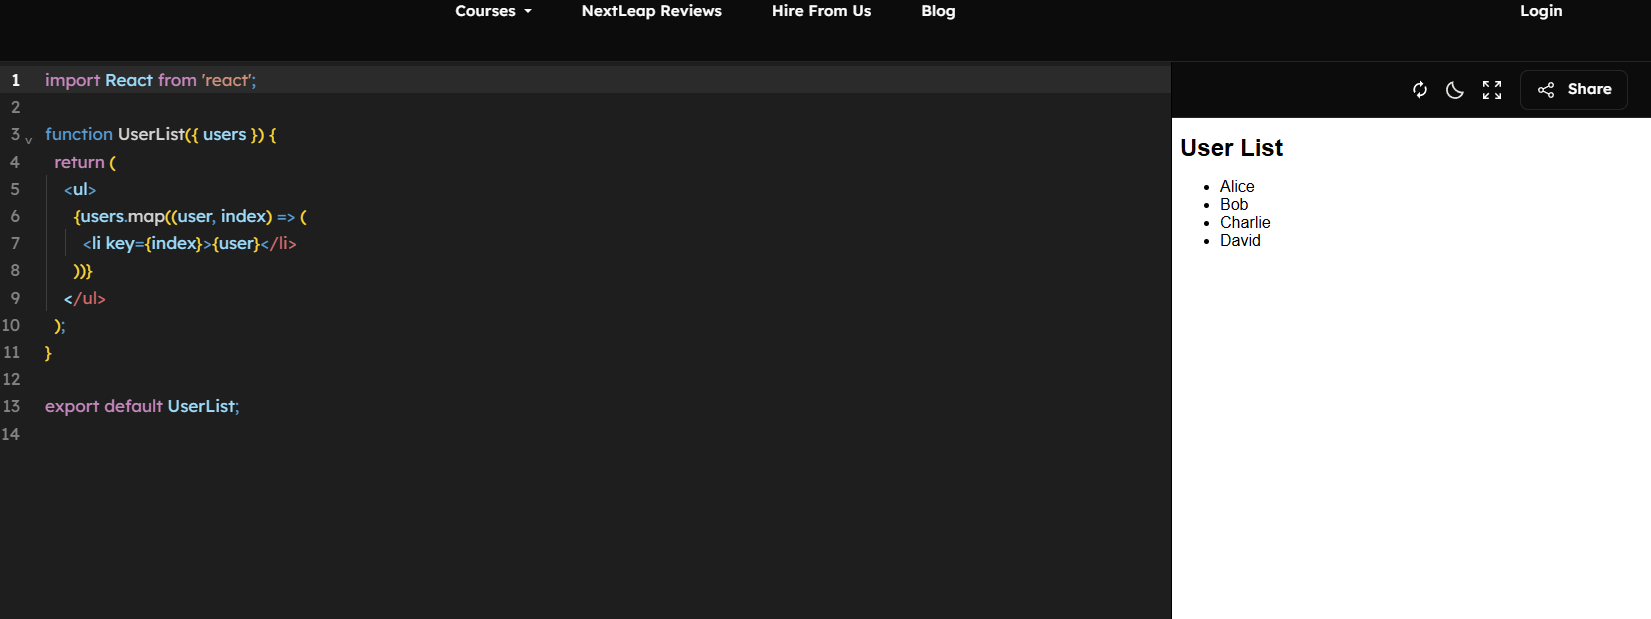 Courses NextLeap Reviews Hire From Us Blog Login
1 import React from 'react';
2
3 function UserList({ users }) {
4 return (
5 <ul>
6 {users.map((user, index) => (
7 <li key={index}>{user}</li>
8 ))}
9 </ul>
10 );
11 }
12
13 export default UserList;
14
Share
User List
Alice
Bob
Charlie
David